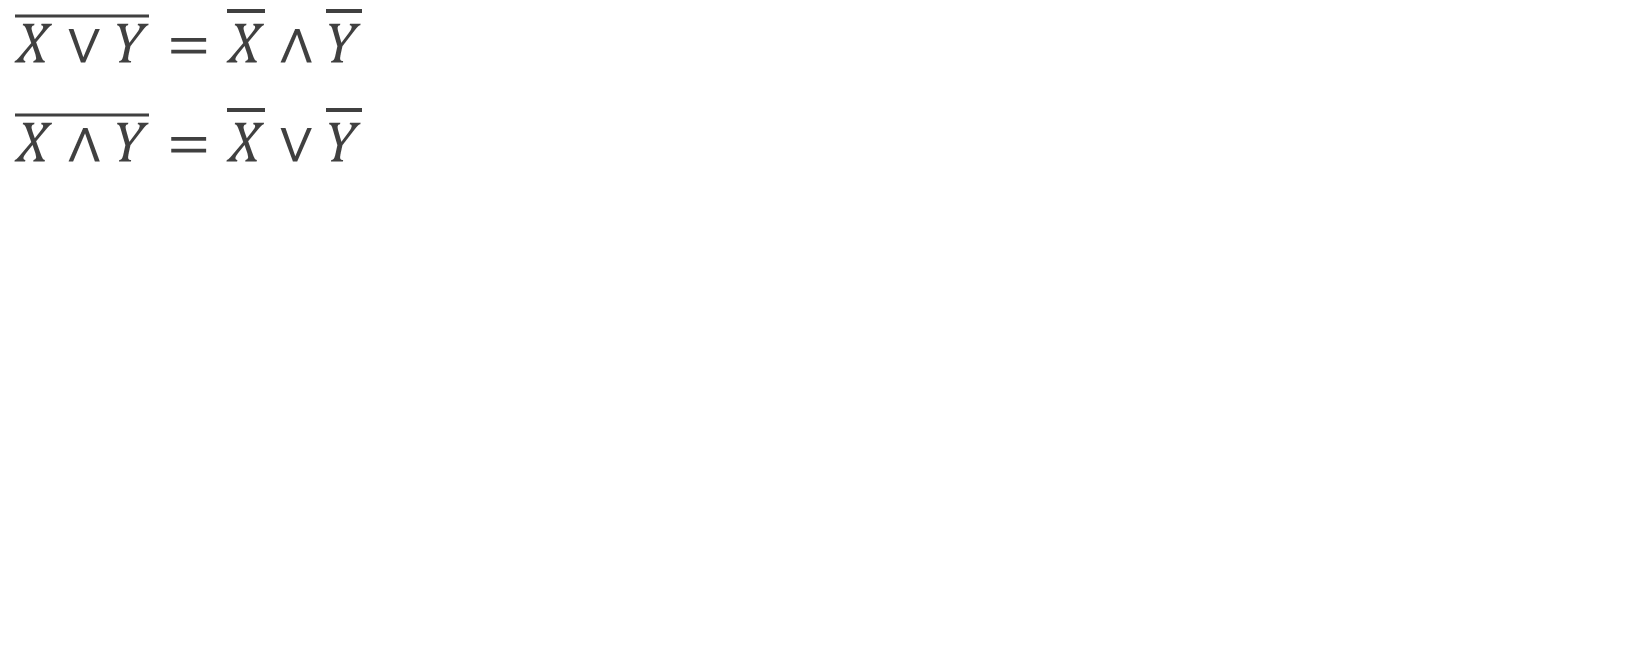 $\overline{X \vee Y} = \overline{X} \wedge \overline{Y}$
$\overline{X \wedge Y} = \overline{X} \vee \overline{Y}$